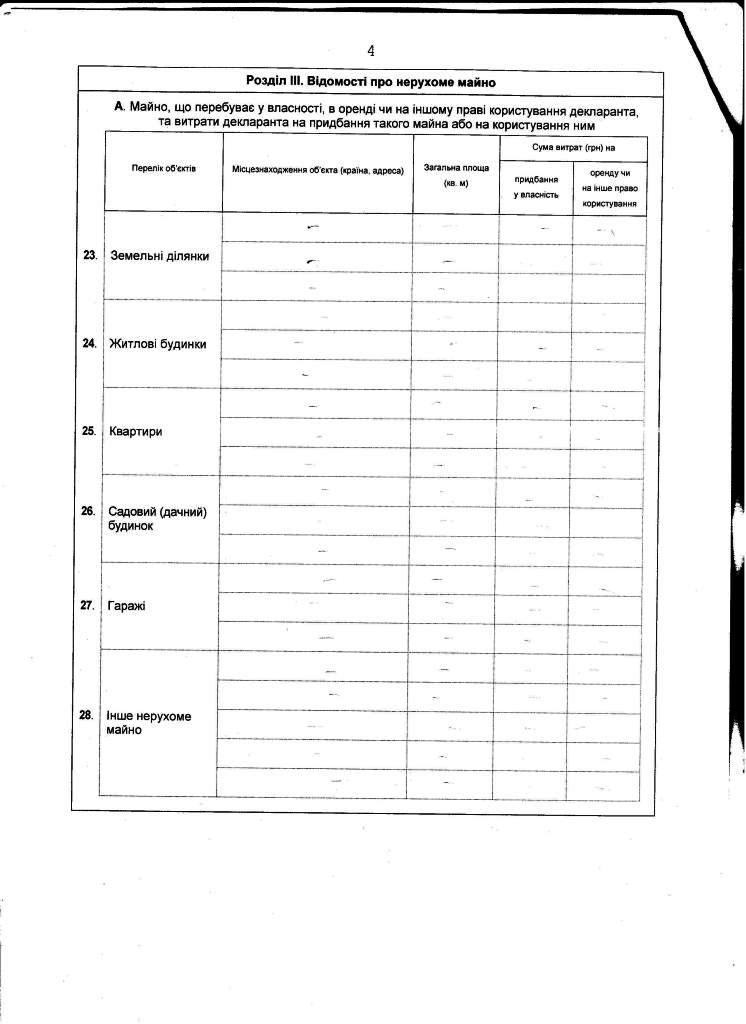 4
Розділ III. Відомості про нерухоме майно
А. Майно, що перебуває у власності, в оренді чи на іншому праві користування декларанта,
та витрати декларанта на придбання такого майна або на користування ним
Перелік об'єктів
Місцезнаходження об'єкта (країна, адреса)
Загальна площа
(кв. м)
Сума витрат (грн) на
придбання
у власність
оренду чи
на інше право
користування
23. Земельні ділянки
24. Житлові будинки
25. Квартири
26. Садовий (дачний)
будинок
27. Гаражі
28. Інше нерухоме
майно